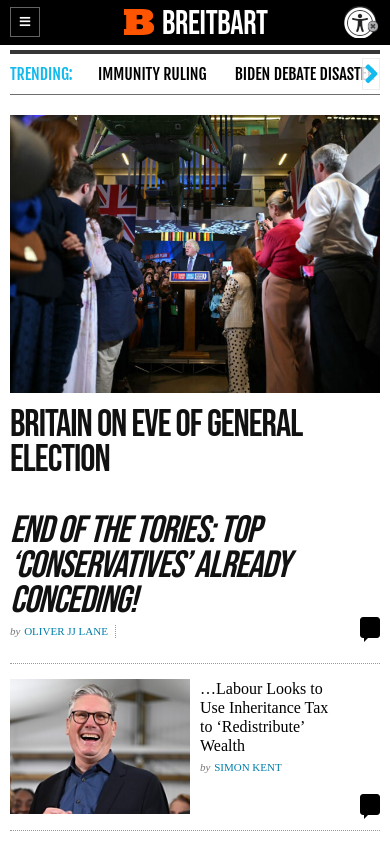 BREITBART
TRENDING:
IMMUNITY RULING
BIDEN DEBATE
BRITAIN ON EVE OF GENERAL
ELECTION
END OF THE TORIES: TOP
‘CONSERVATIVES’ ALREADY
CONCEDING!
by OLIVER JJ LANE
…Labour Looks to
Use Inheritance Tax
to ‘Redistribute’
Wealth
by SIMON KENT